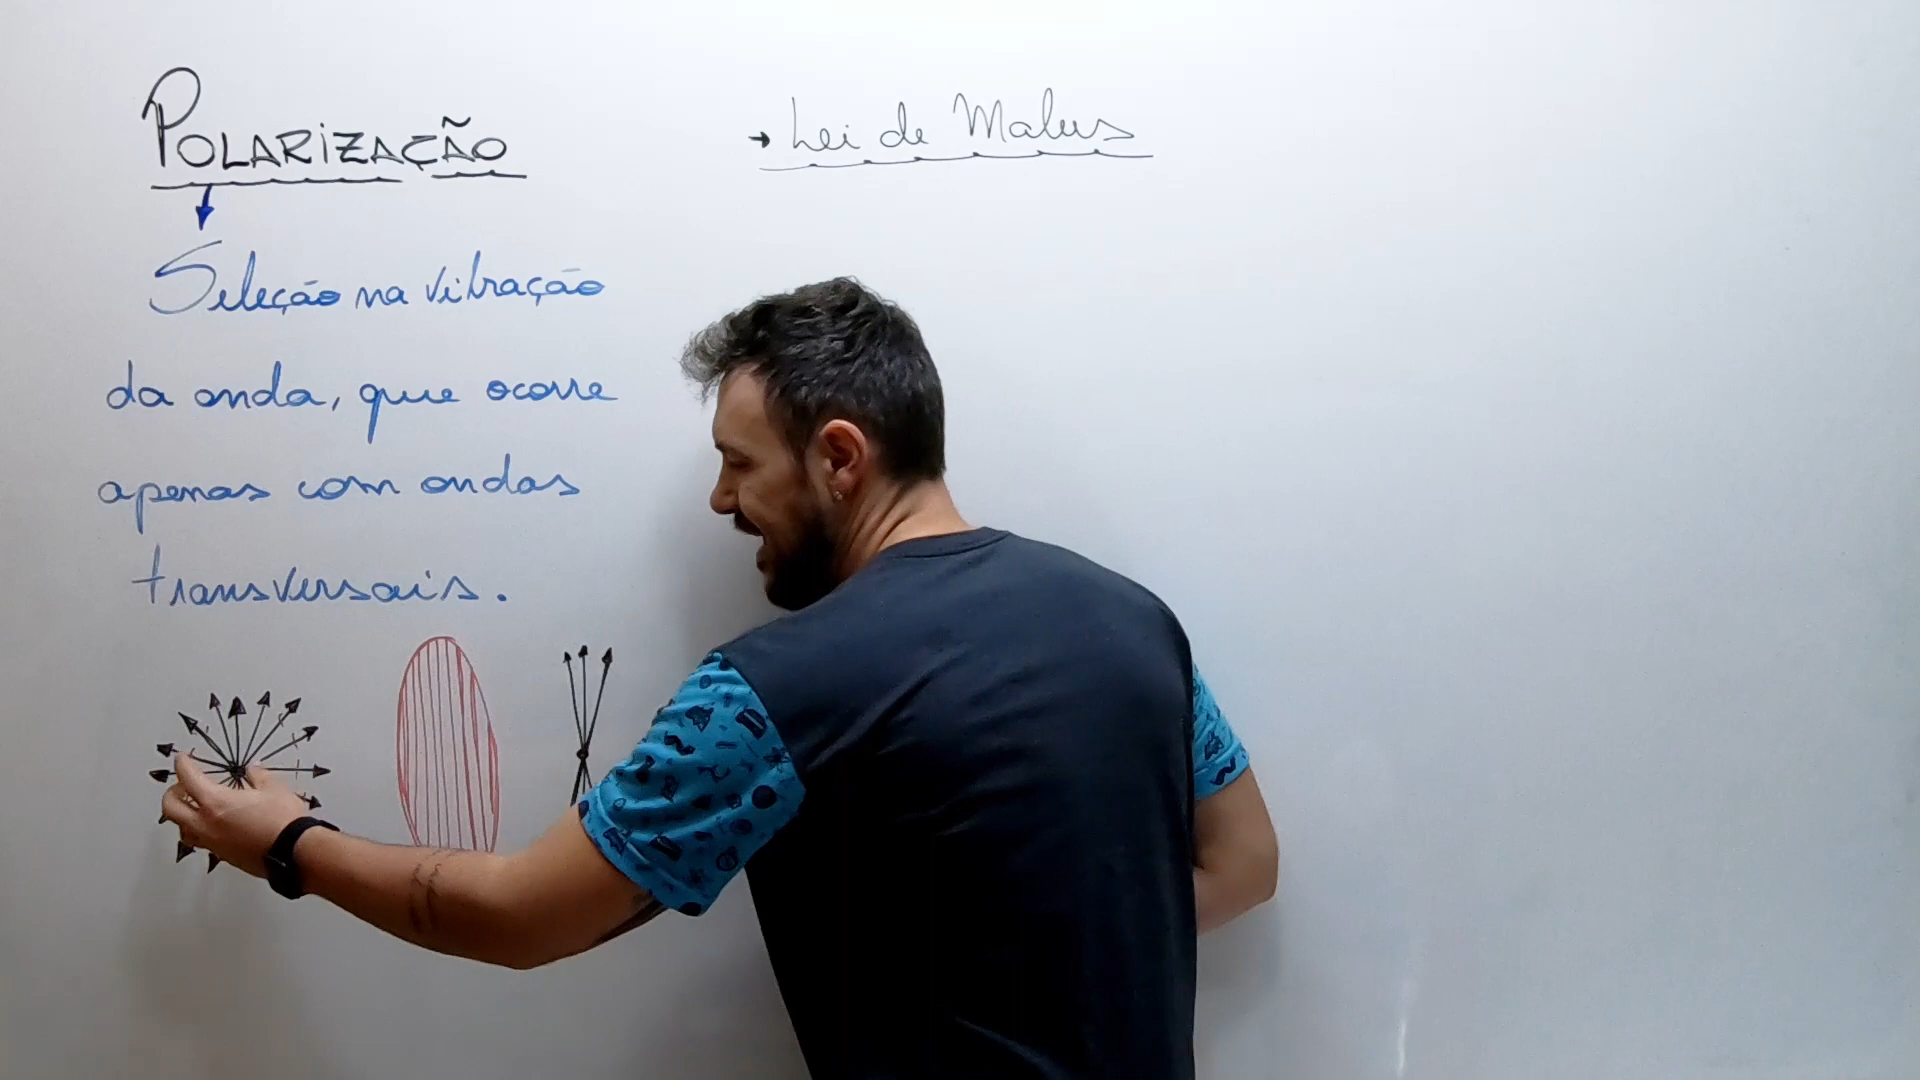 POLARIZAÇÃO
Seleção na vibração
da onda, que ocorre
apenas com ondas
transversais.
→ Lei de Malus